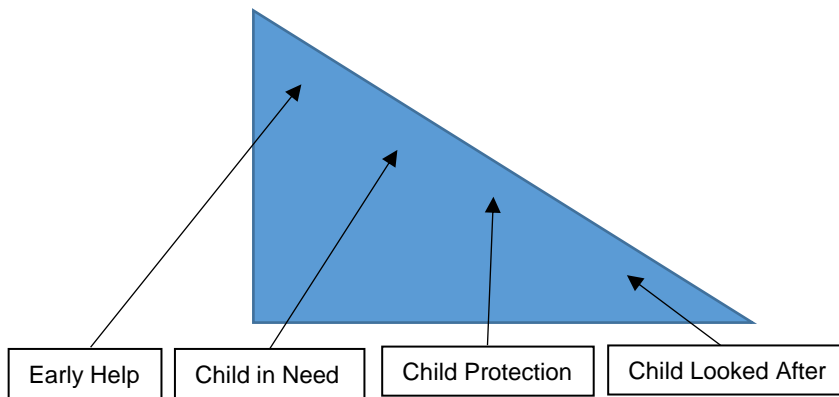 Early Help
Child in Need
Child Protection
Child Looked After